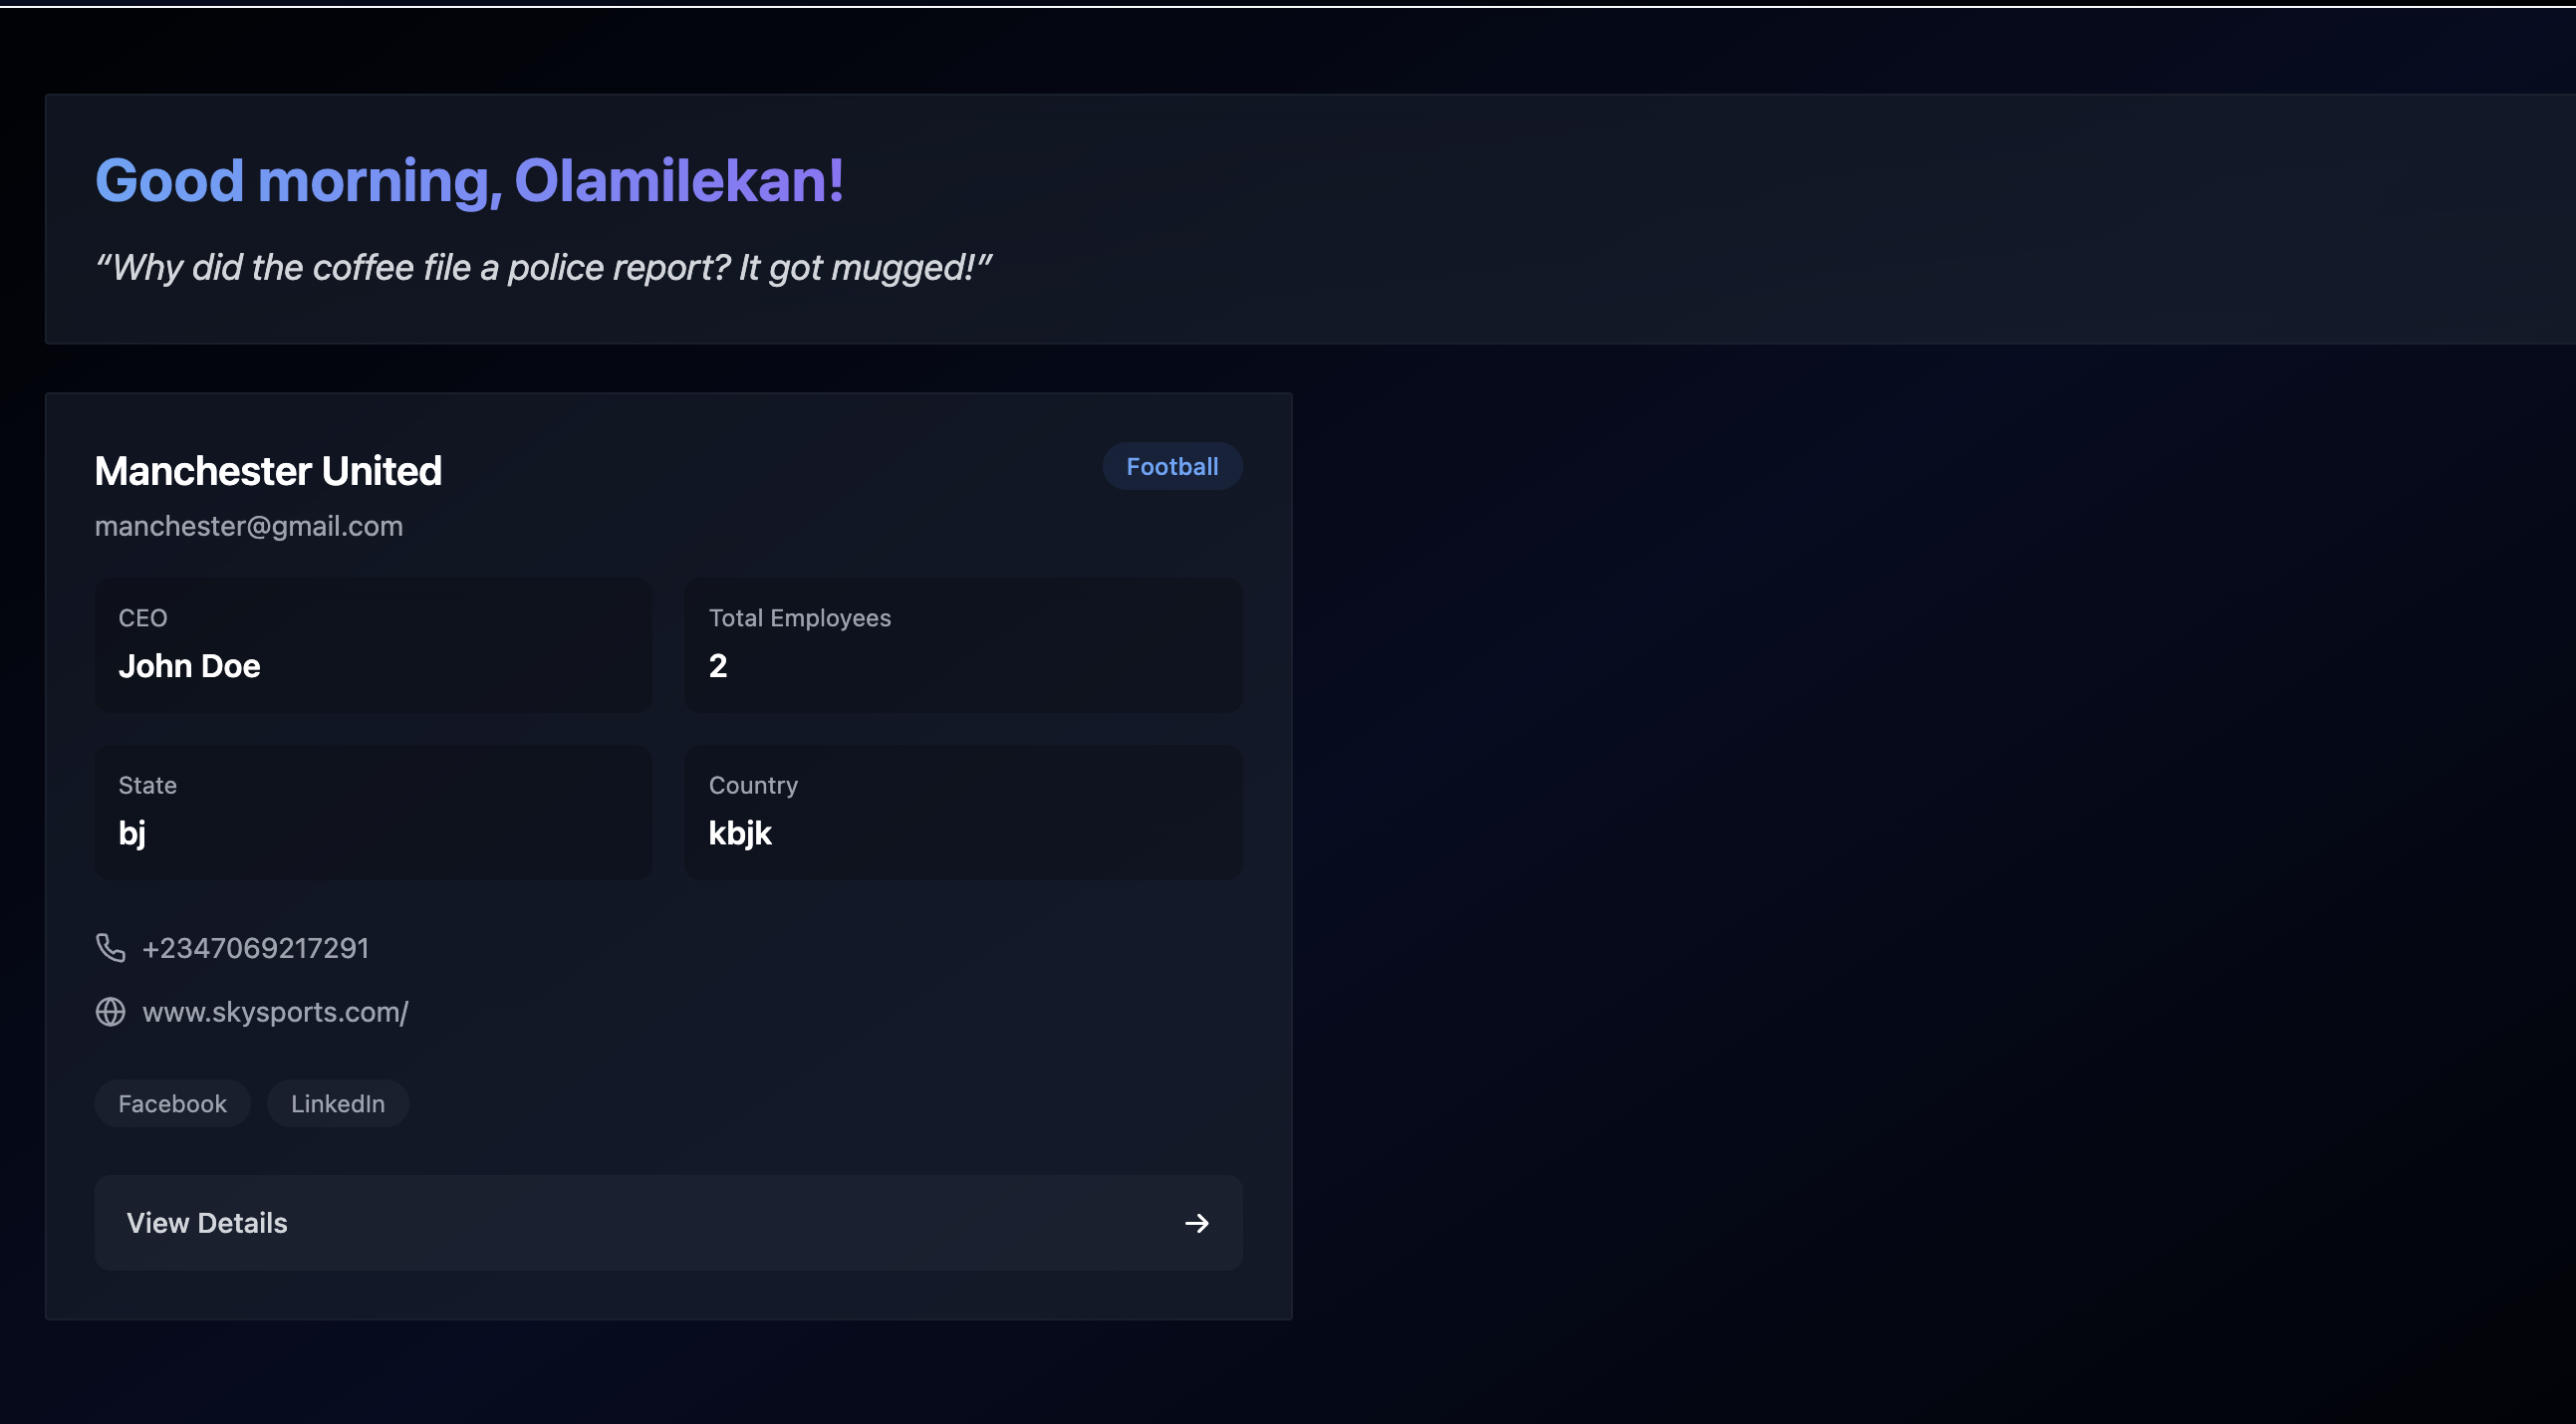 Good morning, Olamilekan!
“Why did the coffee file a police report? It got mugged!”
Manchester United
Football
manchester@gmail.com
CEO
John Doe
Total Employees
2
State
bj
Country
kbjk
+2347069217291
www.skysports.com/
Facebook
LinkedIn
View Details